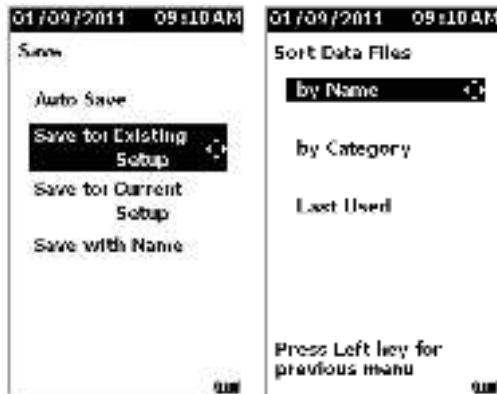 01/09/2011 09:10AM
Save
Auto Save
Save for Existing
Setup
Save for Current
Setup
Save with Name
01/09/2011 09:10AM
Sort Data Files
by Name
by Category
Last Used
Press Left key for
previous menu